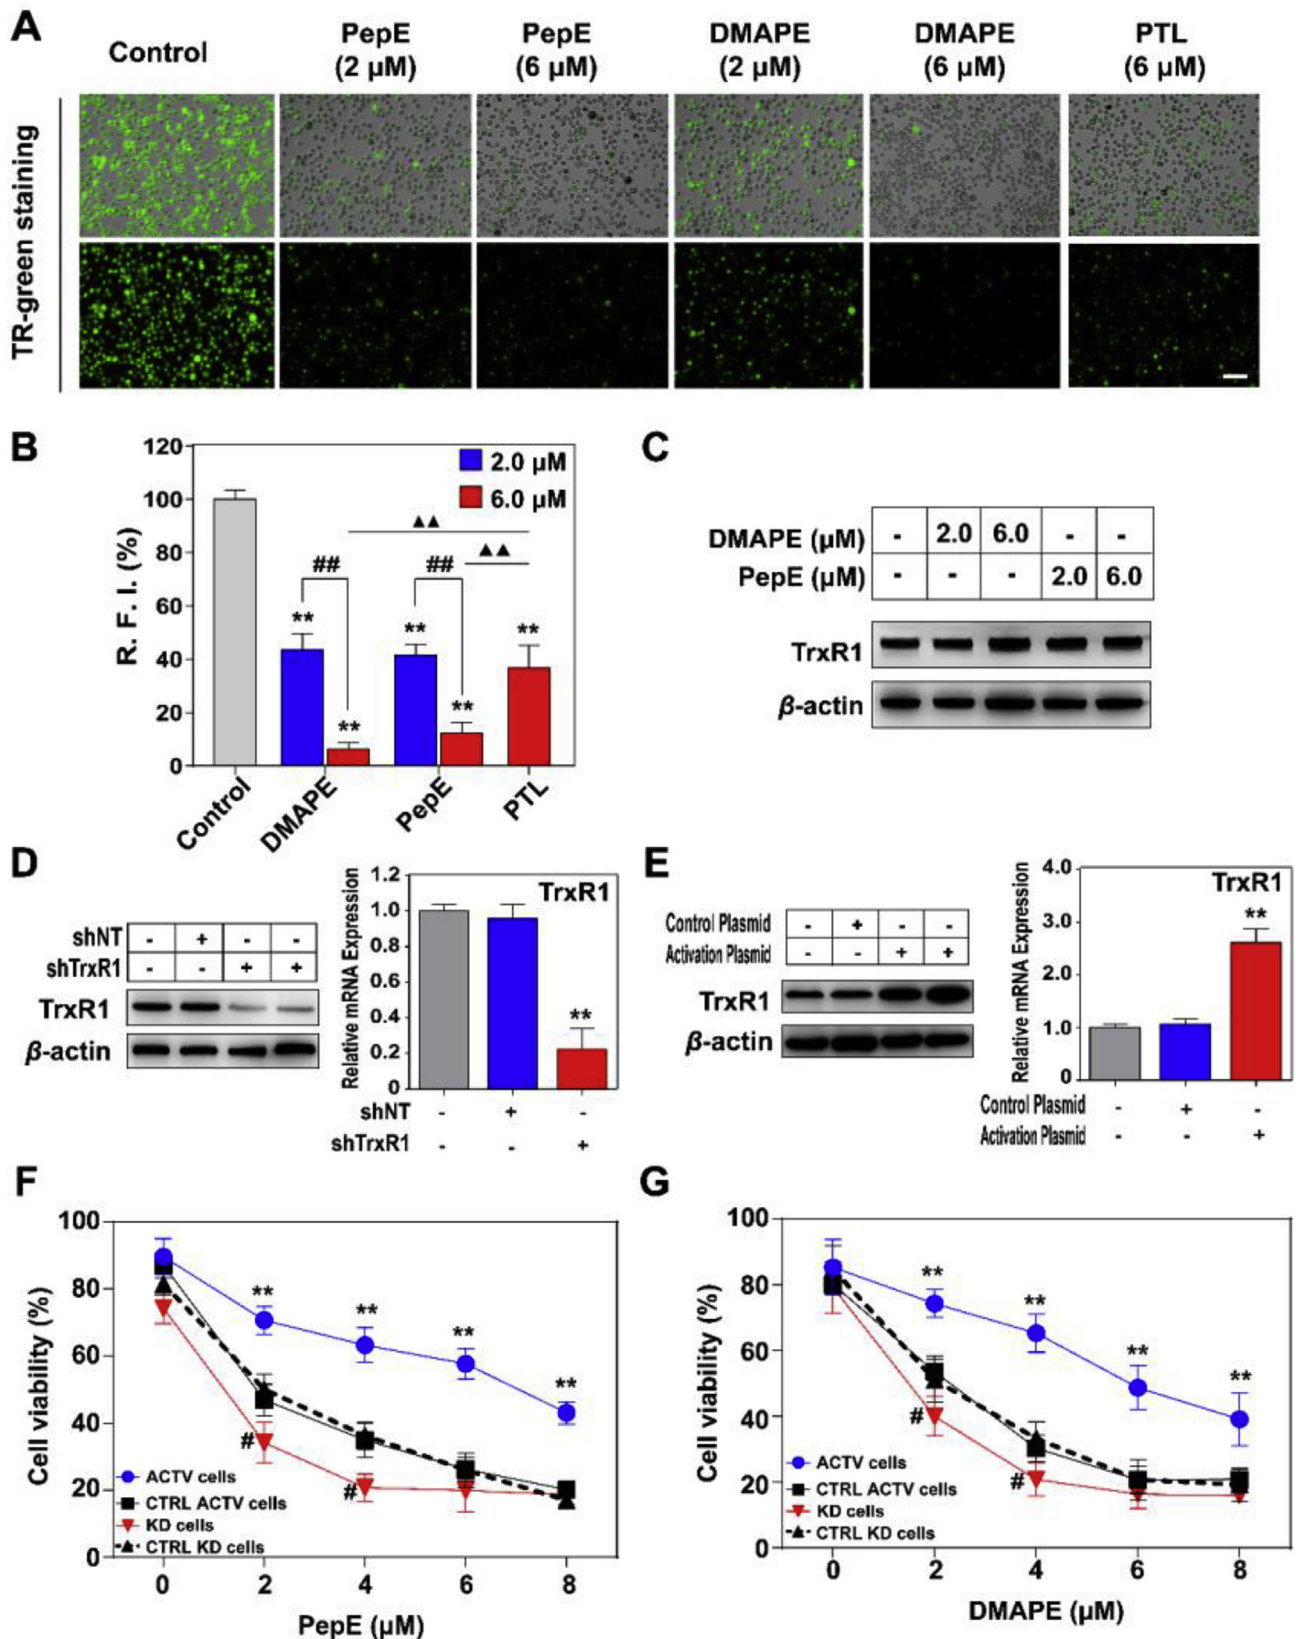 A
Control
PepE
(2 µM)
PepE
(6 µM)
DMAPE
(2 µM)
DMAPE
(6 µM)
PTL
(6 µM)
TR-green staining
B
R. F. I. (%)
120
100
80
60
40
20
0
2.0 µM
6.0 µM
▲▲
▲▲
## ##
** ** **
** **
Control
DMAPE
PepE
PTL
C
DMAPE (µM) - 2.0 6.0 - -
PepE (µM) - - - 2.0 6.0
TrxR1
β-actin
D
shNT - + - -
shTrxR1 - - + +
TrxR1
β-actin
Relative mRNA Expression
1.2
1.0
0.8
0.6
0.4
0.2
0
TrxR1
**
shNT - + -
shTrxR1 - - +
E
Control Plasmid - + - -
Activation Plasmid - - + +
TrxR1
β-actin
Relative mRNA Expression
4.0
3.0
2.0
1.0
0
TrxR1
**
Control Plasmid - + -
Activation Plasmid - - +
F
Cell viability (%)
100
80
60
40
20
0
** ** ** **
# #
ACTV cells
CTRL ACTV cells
KD cells
CTRL KD cells
0 2 4 6 8
PepE (µM)
G
Cell viability (%)
100
80
60
40
20
0
** ** ** **
# #
ACTV cells
CTRL ACTV cells
KD cells
CTRL KD cells
0 2 4 6 8
DMAPE (µM)